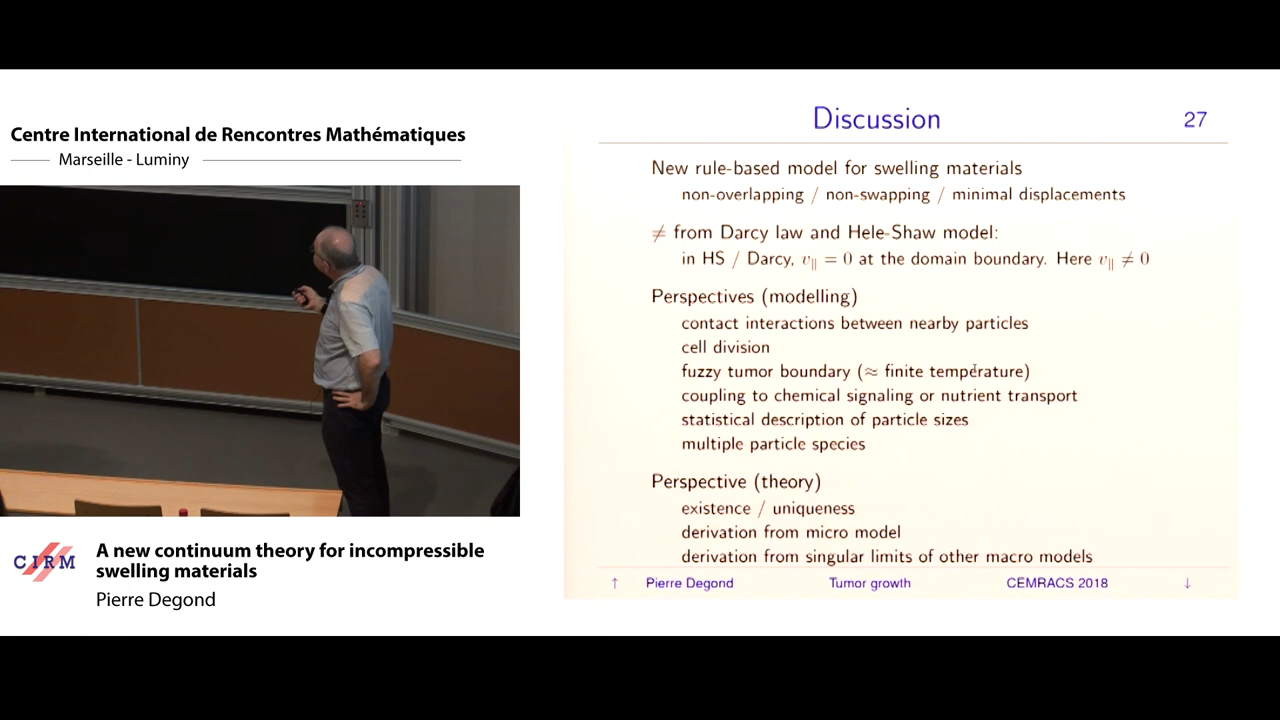 Centre International de Rencontres Mathématiques
Marseille - Luminy
CIRM
A new continuum theory for incompressible
swelling materials
Pierre Degond
Discussion 27
New rule-based model for swelling materials
non-overlapping / non-swapping / minimal displacements
≠ from Darcy law and Hele-Shaw model:
in HS / Darcy, v∥ = 0 at the domain boundary. Here v∥ ≠ 0
Perspectives (modelling)
contact interactions between nearby particles
cell division
fuzzy tumor boundary (≈ finite temperature)
coupling to chemical signaling or nutrient transport
statistical description of particle sizes
multiple particle species
Perspective (theory)
existence / uniqueness
derivation from micro model
derivation from singular limits of other macro models
↑ Pierre Degond Tumor growth CEMRACS 2018 ↓